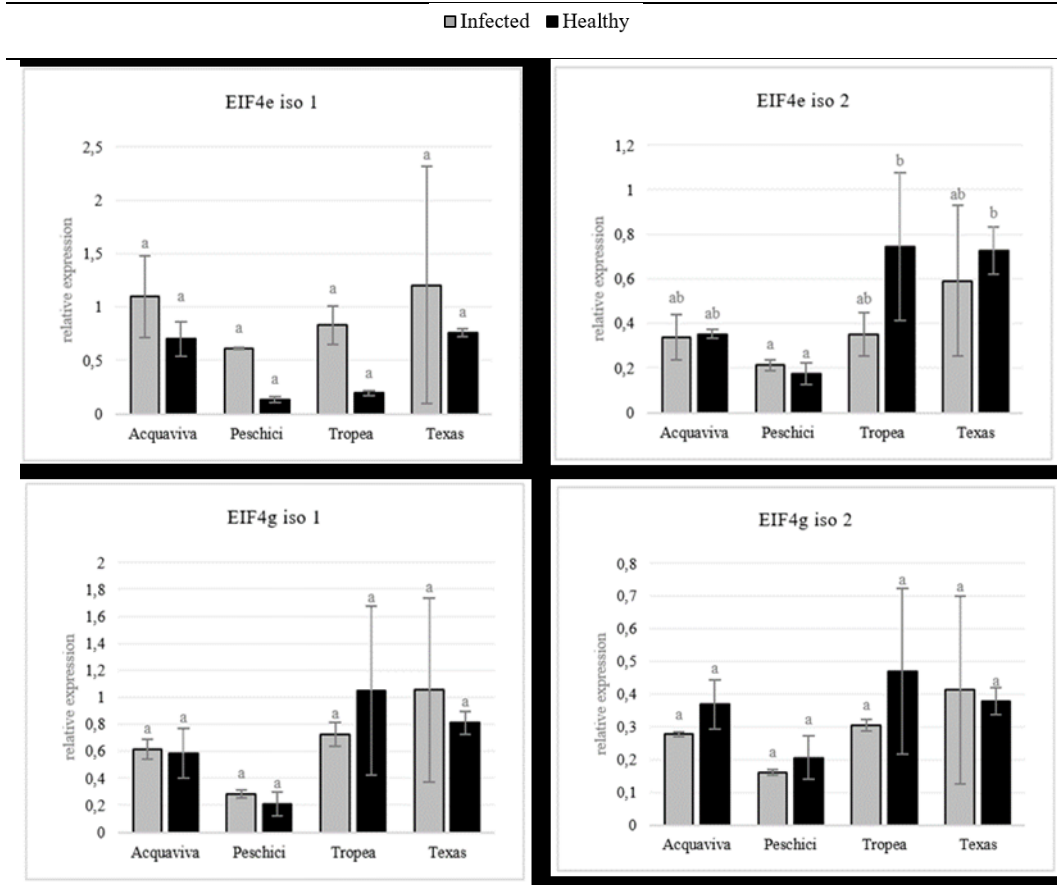 Infected Healthy
EIF4e iso 1
relative expression
2,5
2
1,5
1
0,5
0
a a a a a a a a
Acquaviva Peschici Tropea Texas
EIF4e iso 2
relative expression
1,2
1
0,8
0,6
0,4
0,2
0
ab ab a a ab b ab b
Acquaviva Peschici Tropea Texas
EIF4g iso 1
relative expression
2
1,8
1,6
1,4
1,2
1
0,8
0,6
0,4
0,2
0
a a a a a a a a
Acquaviva Peschici Tropea Texas
EIF4g iso 2
relative expression
0,8
0,7
0,6
0,5
0,4
0,3
0,2
0,1
0
a a a a a a a a
Acquaviva Peschici Tropea Texas